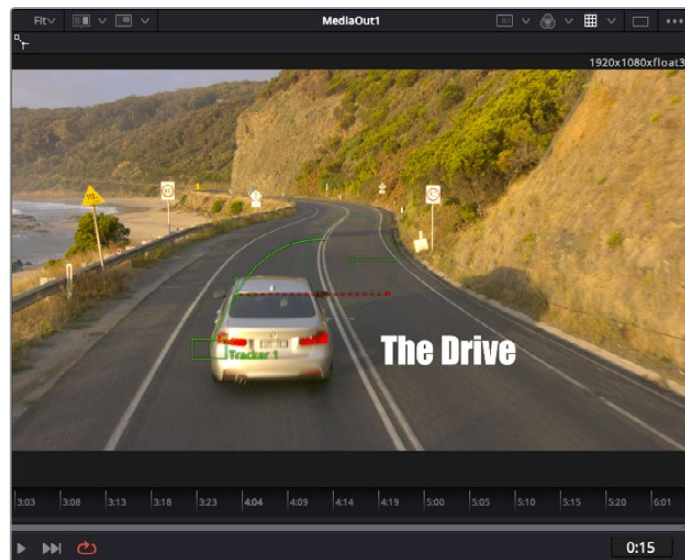 Fit MediaOut1
1920x1080xfloat3
Tracker 1
The Drive
3:03 3:08 3:13 3:18 3:23 4:04 4:09 4:14 4:19 5:00 5:05 5:10 5:15 5:20 6:01
0:15